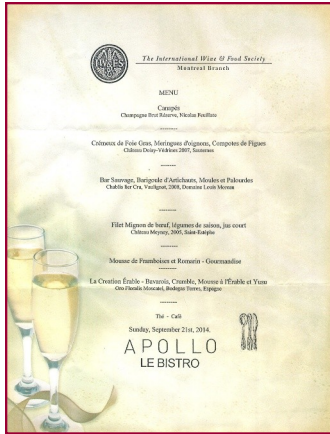 The International Wine & Food Society
Montreal Branch
MENU
Canapés
Champagne Brut Réserve, Nicolas Feuillatte
Crémeux de Foie Gras, Meringues d'oignons, Compotes de Figues
Château Doisy-Védrines 2007, Sauternes
Bar Sauvage, Barigoule d'Artichauts, Moules et Palourdes
Chablis 1er Cru, Vaulignot, 2008, Domaine Louis Moreau
Filet Mignon de bœuf, légumes de saison, jus court
Château Meyney, 2005, Saint-Estèphe
Mousse de Framboises et Romarin - Gourmandise
La Creation Érable - Bavarois, Crumble, Mousse à l'Érable et Yuzu
Oro Floralis Moscatel, Bodegas Torres, Espagne
Thé - Café
Sunday, September 21st, 2014.
APOLLO
LE BISTRO